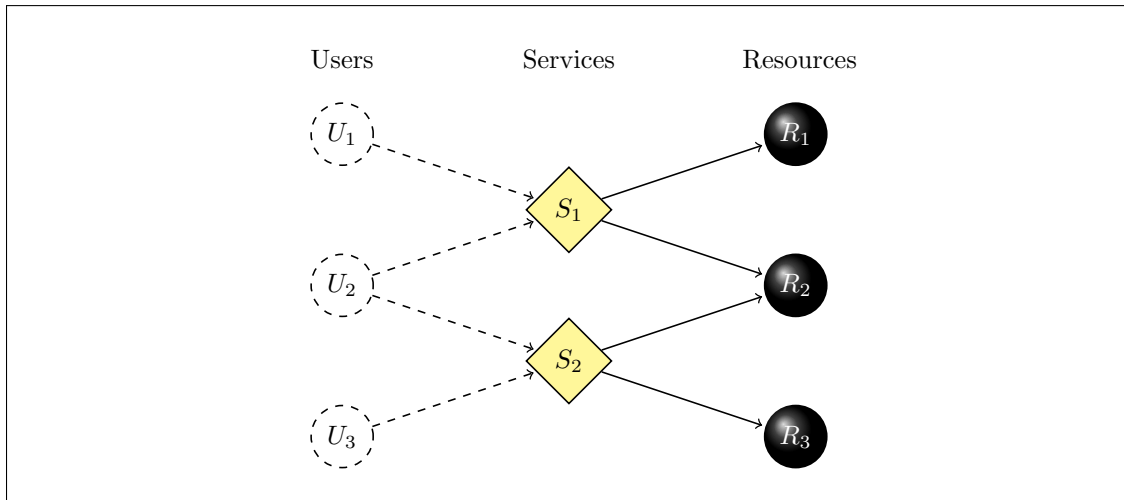 Users Services Resources
U₁ R₁
S₁
U₂ R₂
S₂
U₃ R₃